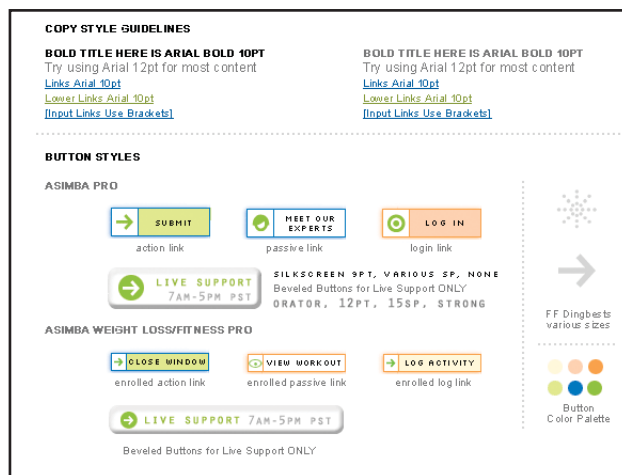 COPY STYLE GUIDELINES
BOLD TITLE HERE IS ARIAL BOLD 10PT
Try using Arial 12pt for most content
Links Arial 10pt
Lower Links Arial 10pt
[Input Links Use Brackets]
BOLD TITLE HERE IS ARIAL BOLD 10PT
Try using Arial 12pt for most content
Links Arial 10pt
Lower Links Arial 10pt
[Input Links Use Brackets]
BUTTON STYLES
ASIMBA PRO
SUBMIT
action link
MEET OUR
EXPERTS
passive link
LOG IN
login link
LIVE SUPPORT
7AM-5PM PST
SILKSCREEN 9PT, VARIOUS SP, NONE
Beveled Buttons for Live Support ONLY
ORATOR, 12PT, 15SP, STRONG
ASIMBA WEIGHT LOSS/FITNESS PRO
CLOSE WINDOW
enrolled action link
VIEW WORKOUT
enrolled passive link
LOG ACTIVITY
enrolled log link
LIVE SUPPORT 7AM-5PM PST
Beveled Buttons for Live Support ONLY
FF Dingbests
various sizes
Button
Color Palette